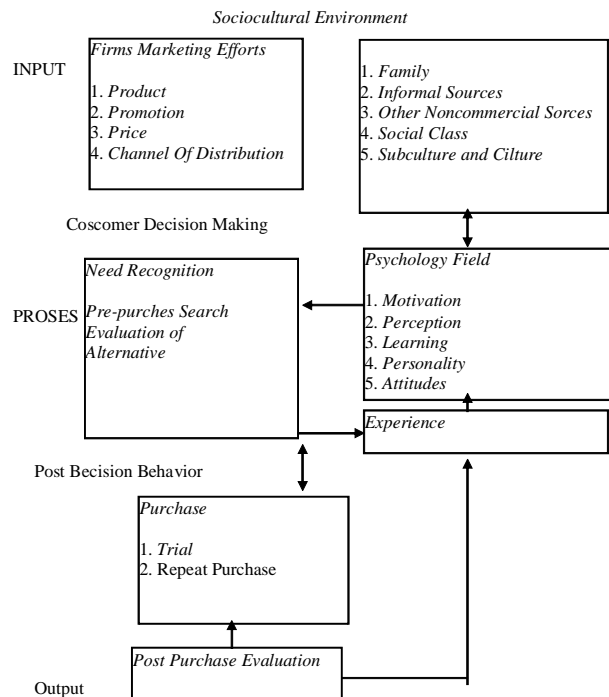 Sociocultural Environment
INPUT
Firms Marketing Efforts
1. Product
2. Promotion
3. Price
4. Channel Of Distribution
1. Family
2. Informal Sources
3. Other Noncommercial Sorces
4. Social Class
5. Subculture and Cilture
Coscomer Decision Making
PROSES
Need Recognition
Pre-purches Search
Evaluation of
Alternative
Psychology Field
1. Motivation
2. Perception
3. Learning
4. Personality
5. Attitudes
Experience
Post Becision Behavior
Purchase
1. Trial
2. Repeat Purchase
Post Purchase Evaluation
Output